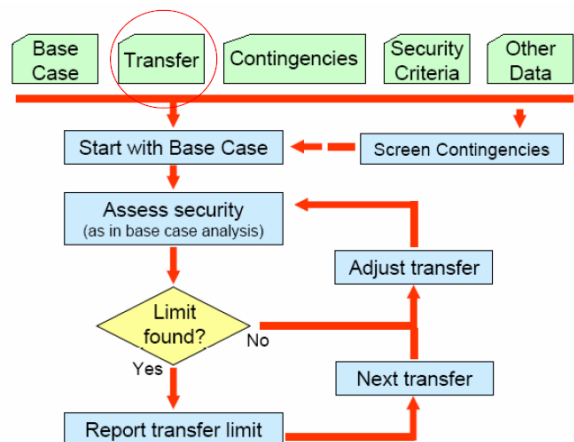 Base
Case
Transfer
Contingencies
Security
Criteria
Other
Data
Start with Base Case
Screen Contingencies
Assess security
(as in base case analysis)
Adjust transfer
Limit
found?
No
Yes
Next transfer
Report transfer limit